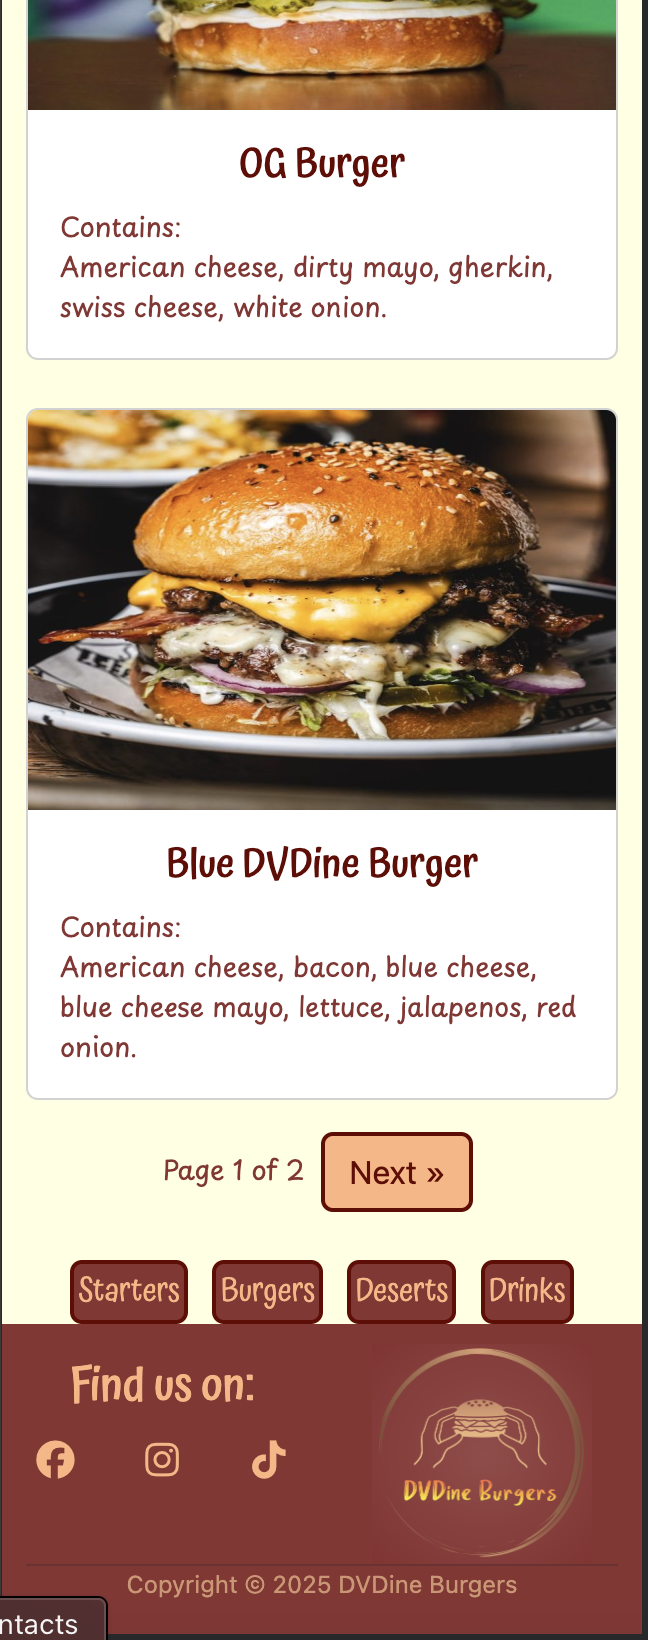 OG Burger
Contains:
American cheese, dirty mayo, gherkin,
swiss cheese, white onion.
Blue DVDine Burger
Contains:
American cheese, bacon, blue cheese,
blue cheese mayo, lettuce, jalapenos, red
onion.
Page 1 of 2 Next »
Starters Burgers Deserts Drinks
Find us on:
DVDine Burgers
Copyright © 2025 DVDine Burgers
ntacts